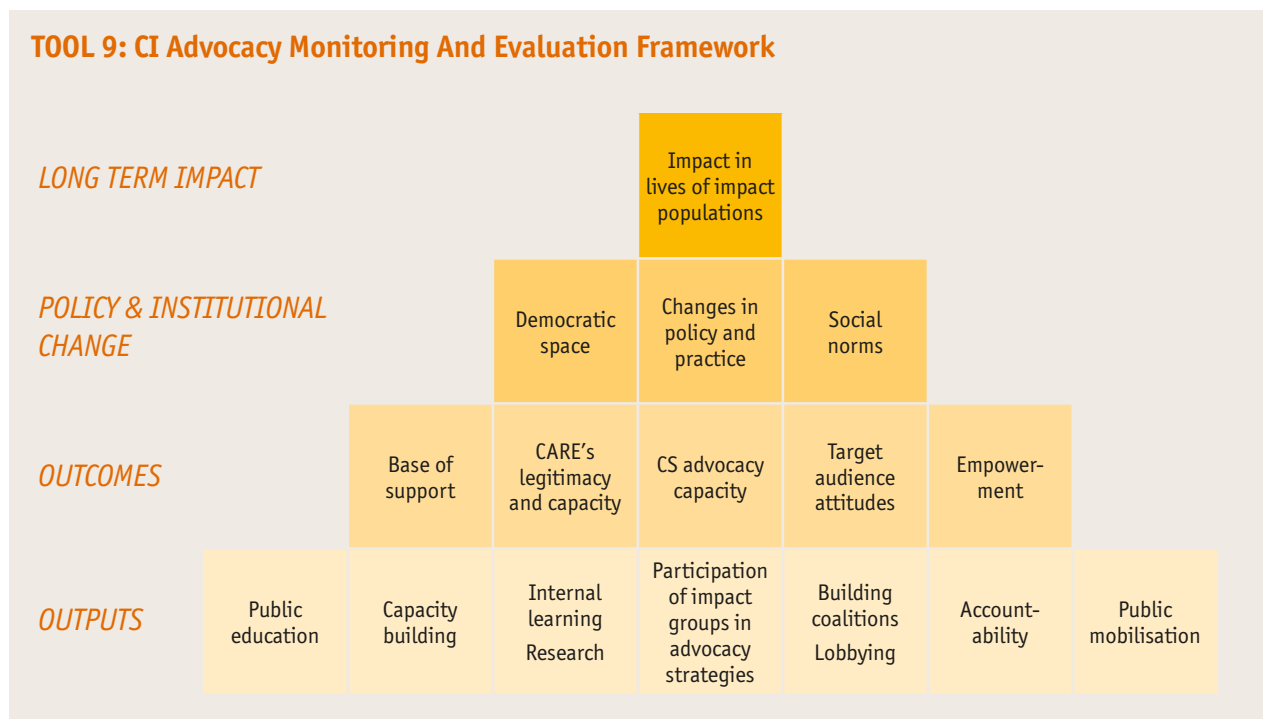 TOOL 9: CI Advocacy Monitoring And Evaluation Framework
LONG TERM IMPACT
Impact in
lives of impact
populations
POLICY & INSTITUTIONAL
CHANGE
Democratic
space
Changes in
policy and
practice
Social
norms
OUTCOMES
Base of
support
CARE's
legitimacy
and capacity
CS advocacy
capacity
Target
audience
attitudes
Empower-
ment
OUTPUTS
Public
education
Capacity
building
Internal
learning
Research
Participation
of impact
groups in
advocacy
strategies
Building
coalitions
Lobbying
Account-
ability
Public
mobilisation